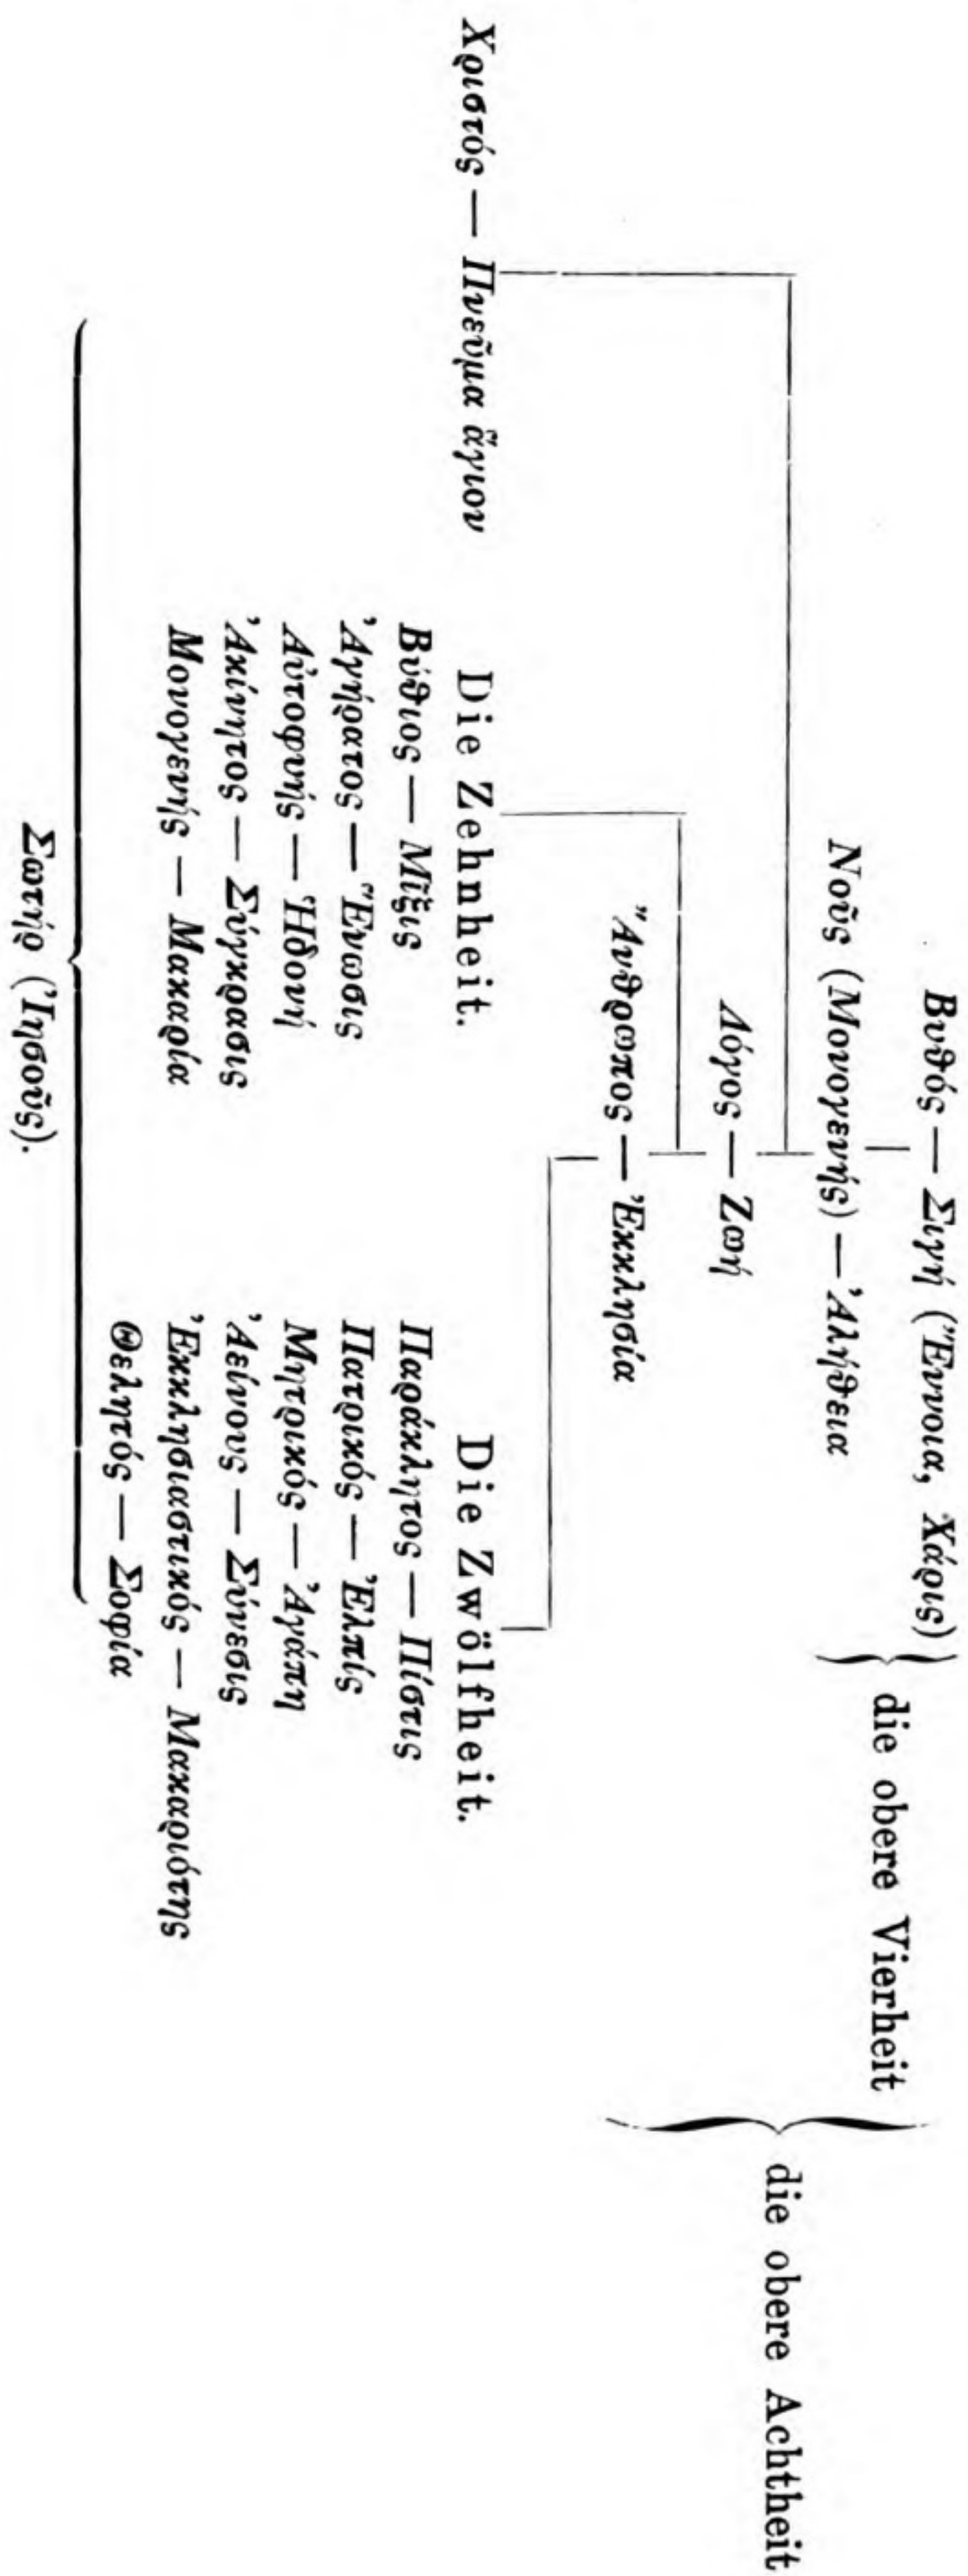 Βυθός — Σιγή (Ἔννοια, Χάρις)
Νοῦς (Μονογενής) — Ἀλήθεια
die obere Vierheit
Λόγος — Ζωή
Ἄνθρωπος — Ἐκκλησία
die obere Achtheit
Χριστός — Πνεῦμα ἅγιον
Die Zehnheit.
Βύθιος — Μῖξις
Ἀγήρατος — Ἕνωσις
Αὐτοφυής — Ἡδονή
Ἀκίνητος — Σύγκρασις
Μονογενής — Μακαρία
Die Zwölfheit.
Παράκλητος — Πίστις
Πατρικός — Ἐλπίς
Μητρικός — Ἀγάπη
Ἀείνους — Σύνεσις
Ἐκκλησιαστικός — Μακαριότης
Θελητός — Σοφία
Σωτήρ (Ἰησοῦς).